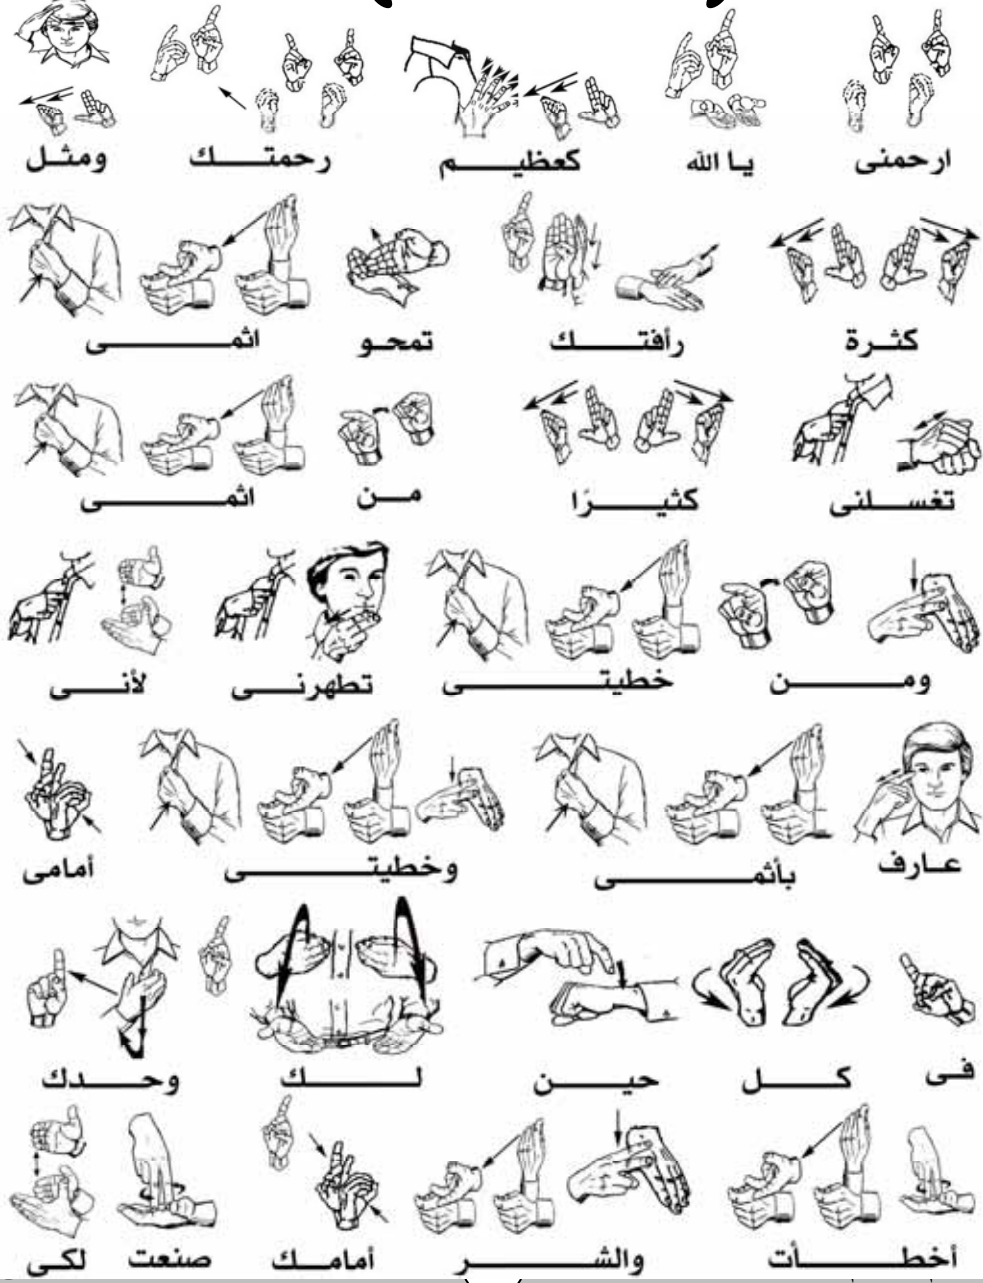 ارحمنى يا الله كعظيم رحمتك ومثل
كثرة رأفتك تمحو اثمى
تغسلنى كثيرًا من اثمى
ومن خطيتى تطهرنى لأنى
عارف بأثمى وخطيتى أمامى
فى كل حين لك وحدك
أخطأت والشر أمامك صنعت لكى